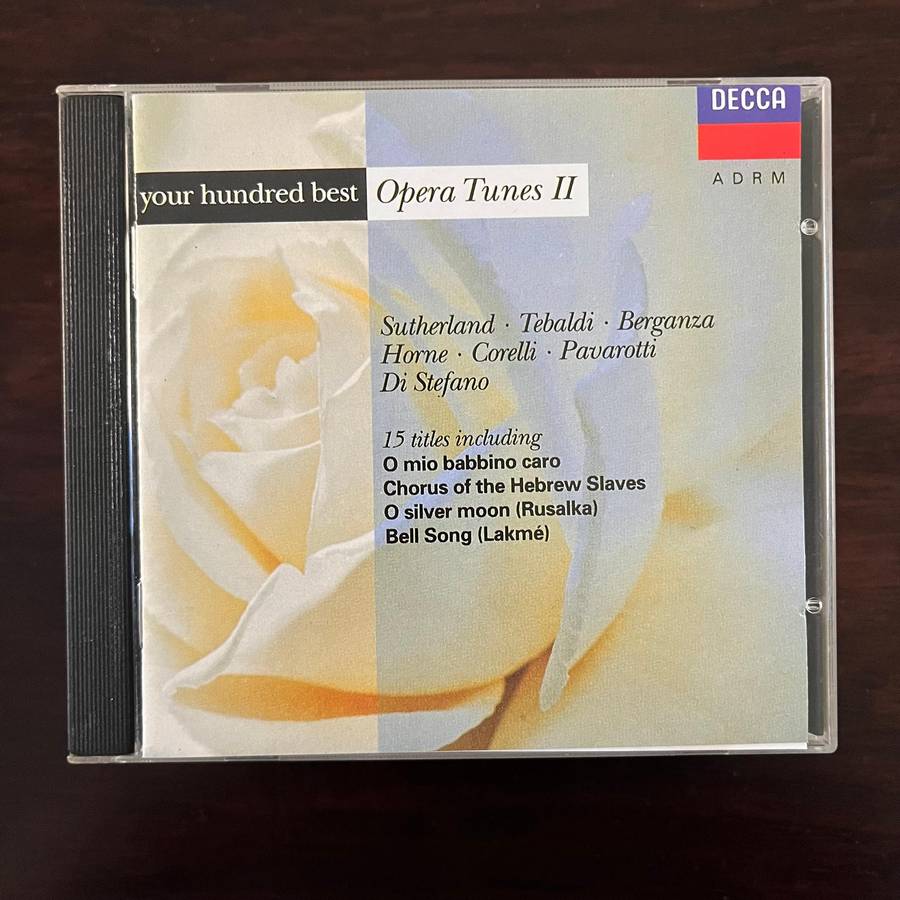 DECCA
ADRM
your hundred best Opera Tunes II
Sutherland · Tebaldi · Berganza
Horne · Corelli · Pavarotti
Di Stefano
15 titles including
O mio babbino caro
Chorus of the Hebrew Slaves
O silver moon (Rusalka)
Bell Song (Lakmé)